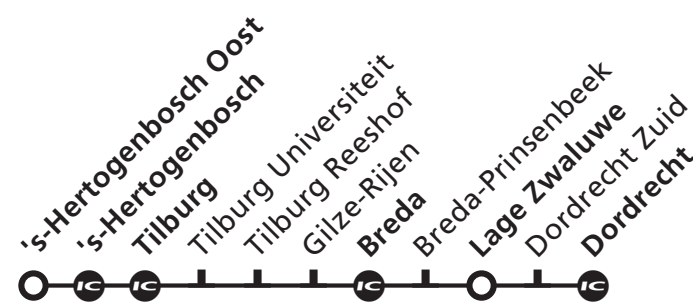 's-Hertogenbosch Oost
's-Hertogenbosch
Tilburg
Tilburg Universiteit
Tilburg Reeshof
Gilze-Rijen
Breda
Breda-Prinsenbeek
Lage Zwaluwe
Dordrecht Zuid
Dordrecht
IC
IC
IC
IC